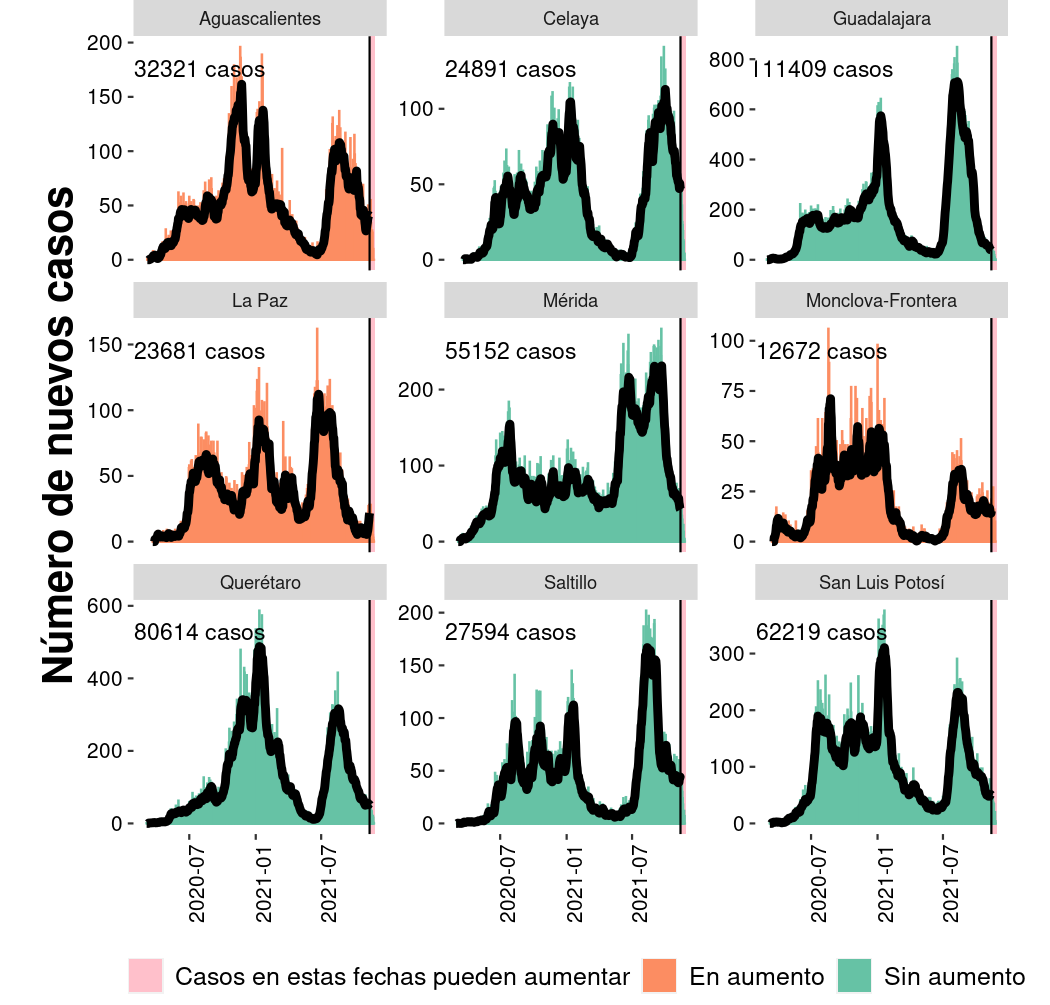 Número de nuevos casos
Aguascalientes
Celaya
Guadalajara
200
150
100
50
0
32321 casos
100
50
0
24891 casos
800
600
400
200
0
111409 casos
La Paz
Mérida
Monclova-Frontera
150
100
50
0
23681 casos
200
100
0
55152 casos
100
75
50
25
0
12672 casos
Querétaro
Saltillo
San Luis Potosí
600
400
200
0
80614 casos
200
150
100
50
0
27594 casos
300
200
100
0
62219 casos
2020-07
2021-01
2021-07
2020-07
2021-01
2021-07
2020-07
2021-01
2021-07
Casos en estas fechas pueden aumentar
En aumento
Sin aumento